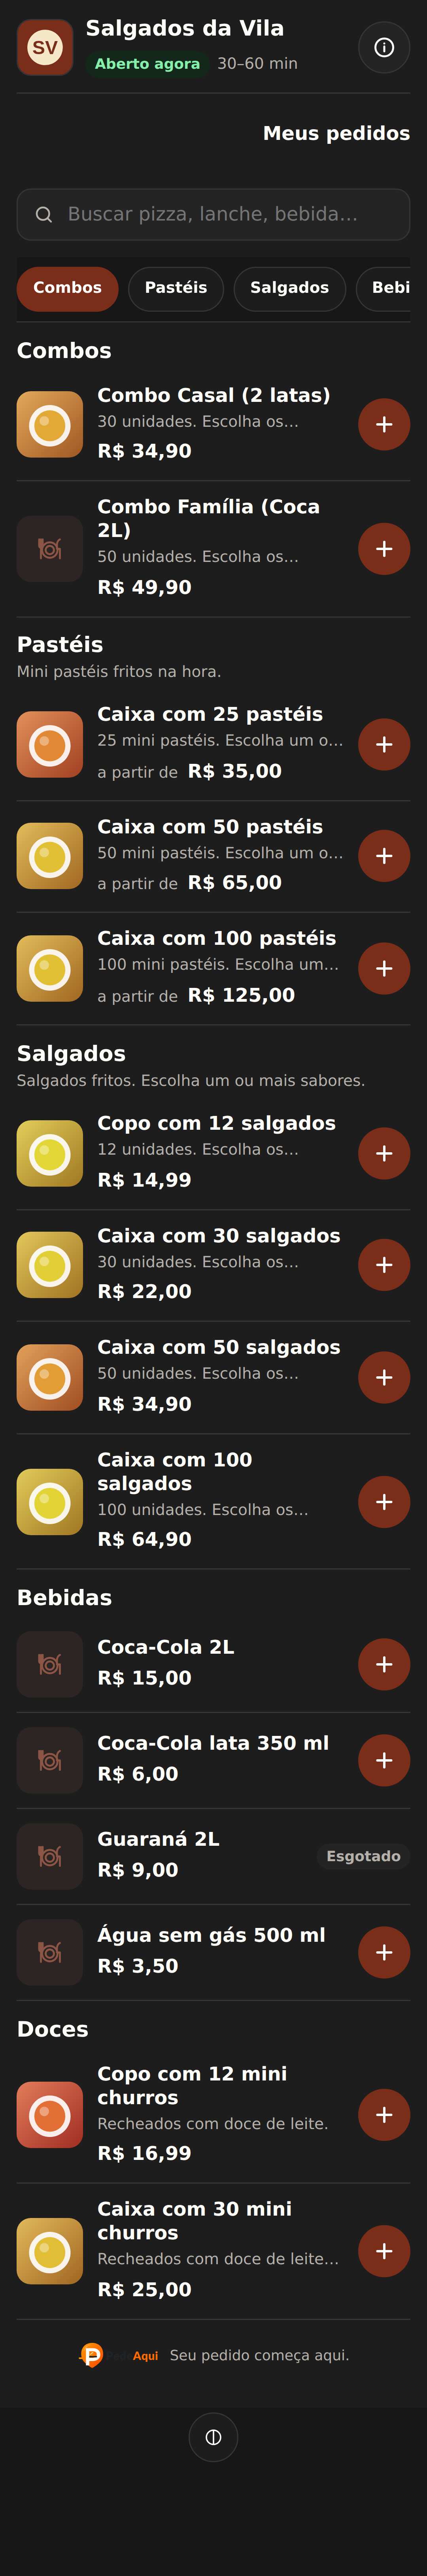 SV
Salgados da Vila
Aberto agora 30–60 min
Meus pedidos
Buscar pizza, lanche, bebida...
Combos Pastéis Salgados Bebi
Combos
Combo Casal (2 latas)
30 unidades. Escolha os...
R$ 34,90
Combo Família (Coca
2L)
50 unidades. Escolha os...
R$ 49,90
Pastéis
Mini pastéis fritos na hora.
Caixa com 25 pastéis
25 mini pastéis. Escolha um o...
a partir de R$ 35,00
Caixa com 50 pastéis
50 mini pastéis. Escolha um o...
a partir de R$ 65,00
Caixa com 100 pastéis
100 mini pastéis. Escolha um...
a partir de R$ 125,00
Salgados
Salgados fritos. Escolha um ou mais sabores.
Copo com 12 salgados
12 unidades. Escolha os...
R$ 14,99
Caixa com 30 salgados
30 unidades. Escolha os...
R$ 22,00
Caixa com 50 salgados
50 unidades. Escolha os...
R$ 34,90
Caixa com 100
salgados
100 unidades. Escolha os...
R$ 64,90
Bebidas
Coca-Cola 2L
R$ 15,00
Coca-Cola lata 350 ml
R$ 6,00
Guaraná 2L
R$ 9,00
Esgotado
Água sem gás 500 ml
R$ 3,50
Doces
Copo com 12 mini
churros
Recheados com doce de leite.
R$ 16,99
Caixa com 30 mini
churros
Recheados com doce de leite...
R$ 25,00
P Aqui Seu pedido começa aqui.